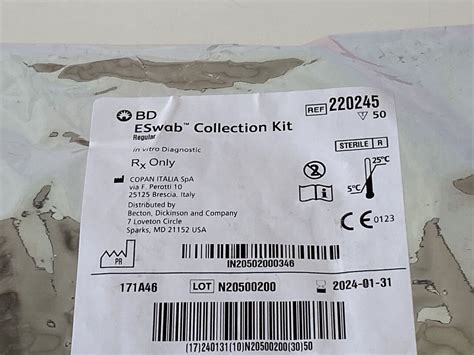 BD
REF 220245
ESwab™ Collection Kit
50
Regular
in vitro Diagnostic
STERILE R
Rx Only
25°C
5°C
COPAN ITALIA SpA
via F. Perotti 10
25125 Brescia, Italy
Distributed by
Becton, Dickinson and Company
7 Loveton Circle
Sparks, MD 21152 USA
CE 0123
PR
IN20502000346
171A46
LOT N20500200
2024-01-31
(17)240131(10)N20500200(30)50